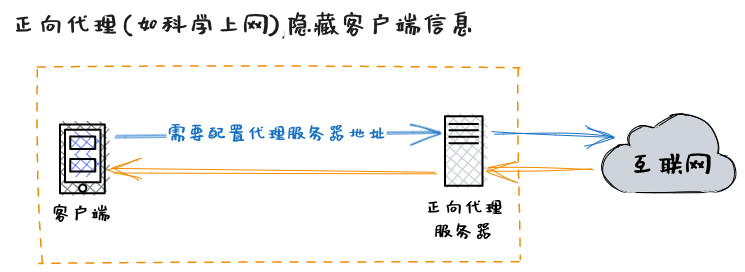 正向代理(如科学上网),隐藏客户端信息
需要配置代理服务器地址
互联网
客户端
正向代理
服务器